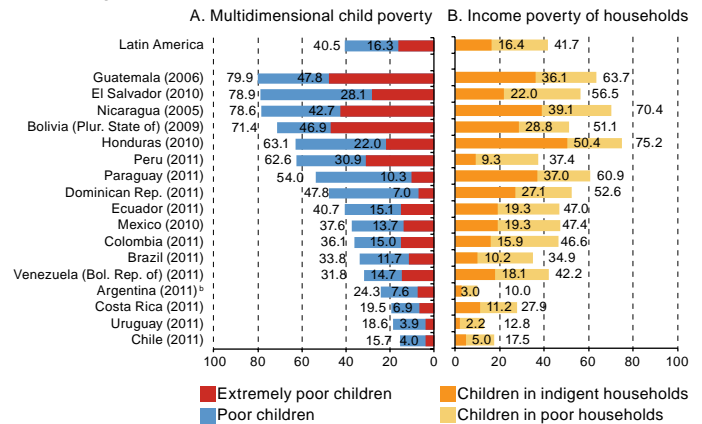 A. Multidimensional child poverty B. Income poverty of households
Latin America 40.5 16.3 16.4 41.7
Guatemala (2006) 79.9 47.8 36.1 63.7
El Salvador (2010) 78.9 28.1 22.0 56.5
Nicaragua (2005) 78.6 42.7 39.1 70.4
Bolivia (Plur. State of) (2009) 71.4 46.9 28.8 51.1
Honduras (2010) 63.1 22.0 50.4 75.2
Peru (2011) 62.6 30.9 9.3 37.4
Paraguay (2011) 54.0 10.3 37.0 60.9
Dominican Rep. (2011) 47.8 7.0 27.1 52.6
Ecuador (2011) 40.7 15.1 19.3 47.0
Mexico (2010) 37.6 13.7 19.3 47.4
Colombia (2011) 36.1 15.0 15.9 46.6
Brazil (2011) 33.8 11.7 10.2 34.9
Venezuela (Bol. Rep. of) (2011) 31.8 14.7 18.1 42.2
Argentina (2011) b 24.3 7.6 3.0 10.0
Costa Rica (2011) 19.5 6.9 11.2 27.9
Uruguay (2011) 18.6 3.9 2.2 12.8
Chile (2011) 15.7 4.0 5.0 17.5
100 80 60 40 20 0 0 20 40 60 80 100
Extremely poor children Children in indigent households
Poor children Children in poor households